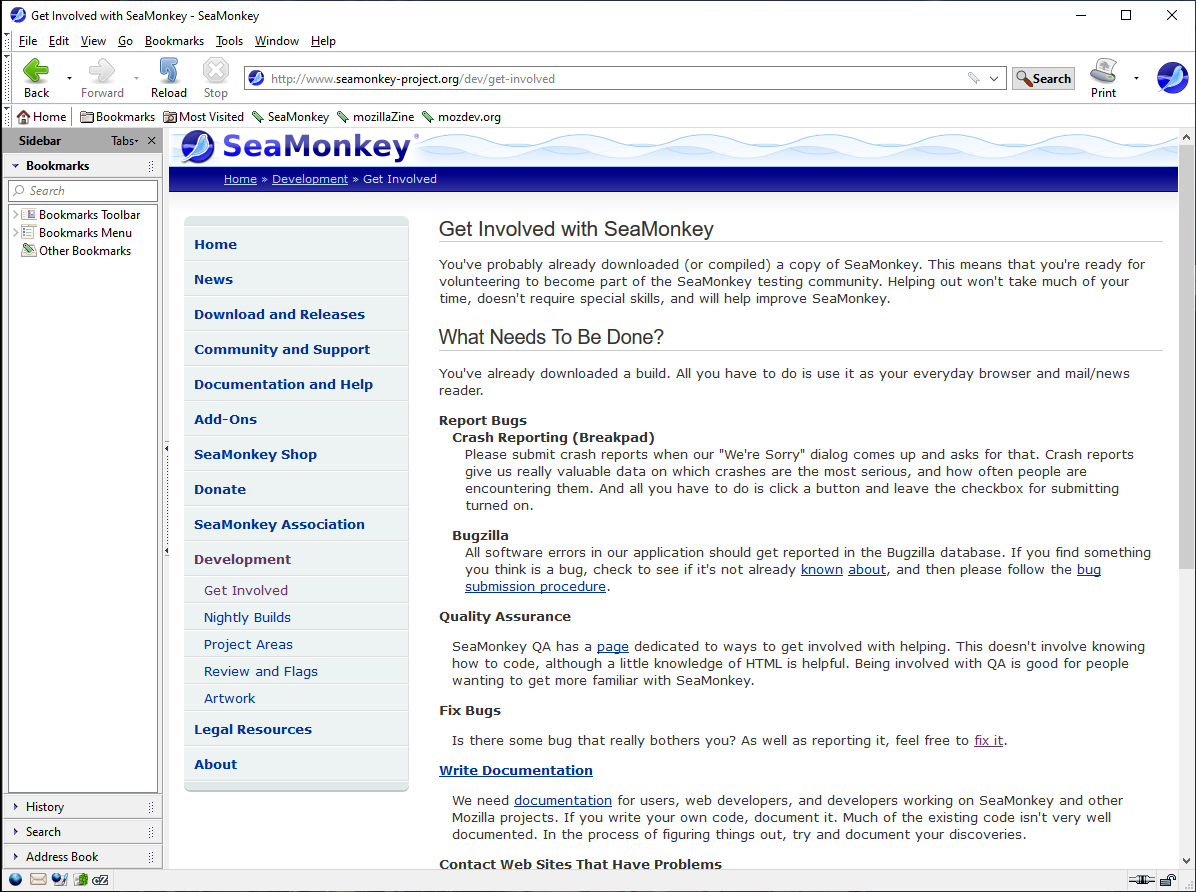 Get Involved with SeaMonkey - SeaMonkey
File Edit View Go Bookmarks Tools Window Help
Back Forward Reload Stop
http://www.seamonkey-project.org/dev/get-involved
Search
Print
Home Bookmarks Most Visited SeaMonkey mozillaZine mozdev.org
Sidebar Tabs
Bookmarks
Search
Bookmarks Toolbar
Bookmarks Menu
Other Bookmarks
History
Search
Address Book
SeaMonkey®
Home » Development » Get Involved
Home
News
Download and Releases
Community and Support
Documentation and Help
Add-Ons
SeaMonkey Shop
Donate
SeaMonkey Association
Development
Get Involved
Nightly Builds
Project Areas
Review and Flags
Artwork
Legal Resources
About
Get Involved with SeaMonkey
You've probably already downloaded (or compiled) a copy of SeaMonkey. This means that you're ready for
volunteering to become part of the SeaMonkey testing community. Helping out won't take much of your
time, doesn't require special skills, and will help improve SeaMonkey.
What Needs To Be Done?
You've already downloaded a build. All you have to do is use it as your everyday browser and mail/news
reader.
Report Bugs
Crash Reporting (Breakpad)
Please submit crash reports when our "We're Sorry" dialog comes up and asks for that. Crash reports
give us really valuable data on which crashes are the most serious, and how often people are
encountering them. And all you have to do is click a button and leave the checkbox for submitting
turned on.
Bugzilla
All software errors in our application should get reported in the Bugzilla database. If you find something
you think is a bug, check to see if it's not already known about, and then please follow the bug
submission procedure.
Quality Assurance
SeaMonkey QA has a page dedicated to ways to get involved with helping. This doesn't involve knowing
how to code, although a little knowledge of HTML is helpful. Being involved with QA is good for people
wanting to get more familiar with SeaMonkey.
Fix Bugs
Is there some bug that really bothers you? As well as reporting it, feel free to fix it.
Write Documentation
We need documentation for users, web developers, and developers working on SeaMonkey and other
Mozilla projects. If you write your own code, document it. Much of the existing code isn't very well
documented. In the process of figuring things out, try and document your discoveries.
Contact Web Sites That Have Problems
cZ